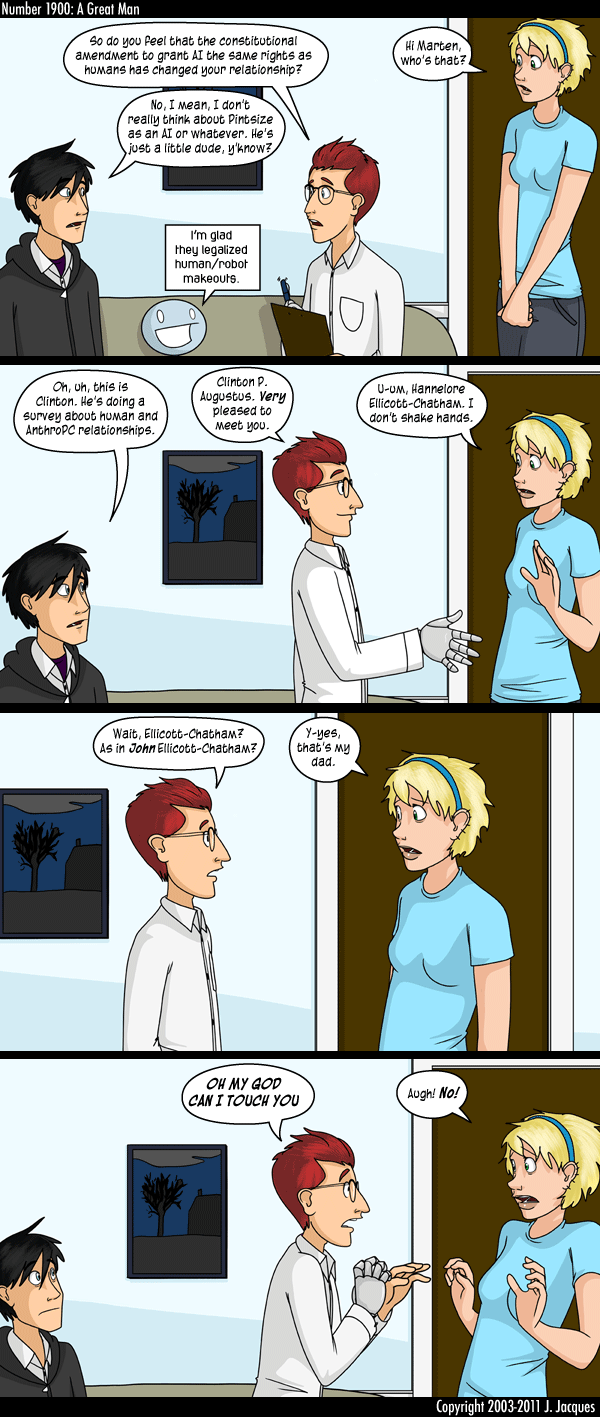 Number 1900: A Great Man
So do you feel that the constitutional
amendment to grant AI the same rights as
humans has changed your relationship?
Hi Marten,
who's that?
No, I mean, I don't
really think about Pintsize
as an AI or whatever. He's
just a little dude, y'know?
I'm glad
they legalized
human/robot
makeouts.
Oh, uh, this is
Clinton. He's doing a
survey about human and
AnthroPC relationships.
Clinton P.
Augustus. Very
pleased to
meet you.
U-um, Hannelore
Ellicott-Chatham. I
don't shake hands.
Wait, Ellicott-Chatham?
As in John Ellicott-Chatham?
Y-yes,
that's my
dad.
OH MY GOD
CAN I TOUCH YOU
Augh! No!
Copyright 2003-2011 J. Jacques